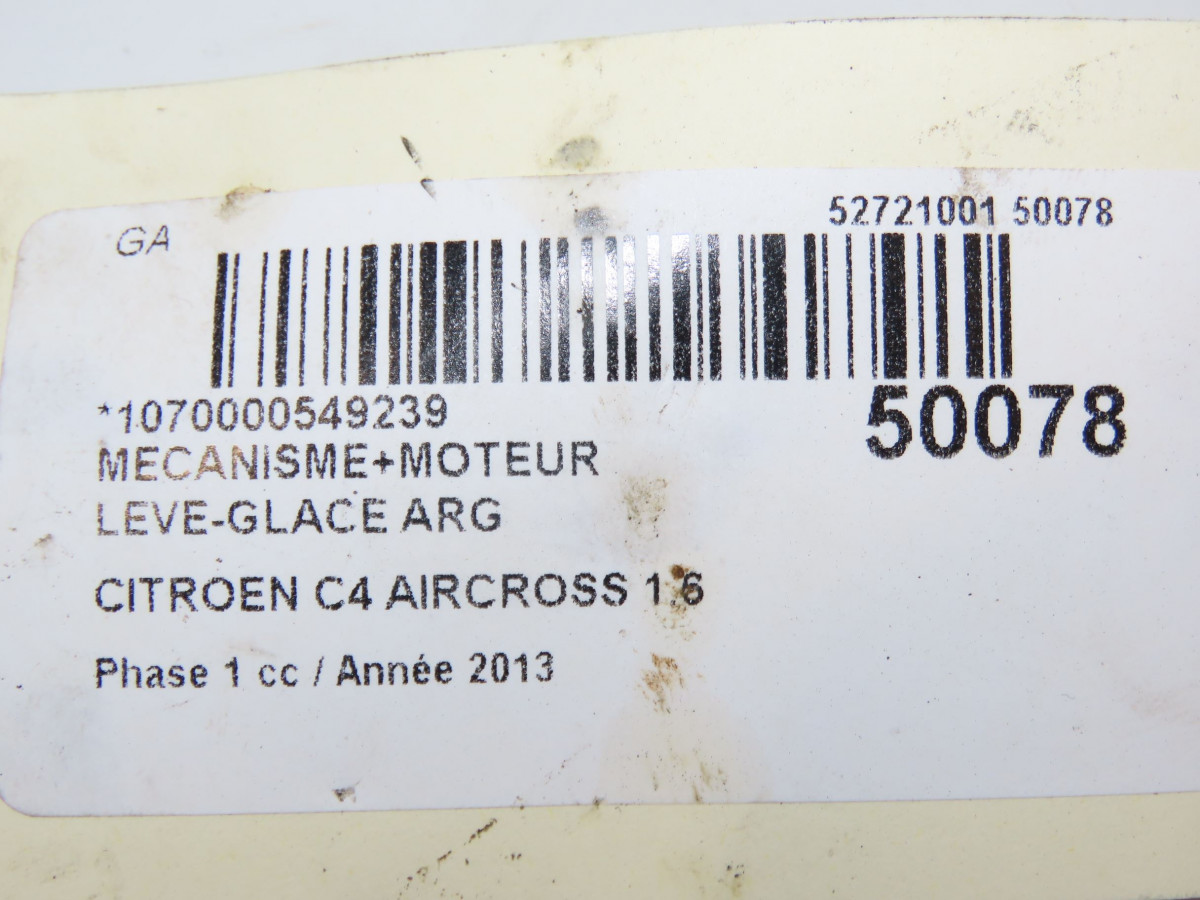 52721001 50078
GA
*1070000549239
50078
MECANISME+MOTEUR
LEVE-GLACE ARG
CITROEN C4 AIRCROSS 1.6
Phase 1 cc / Année 2013